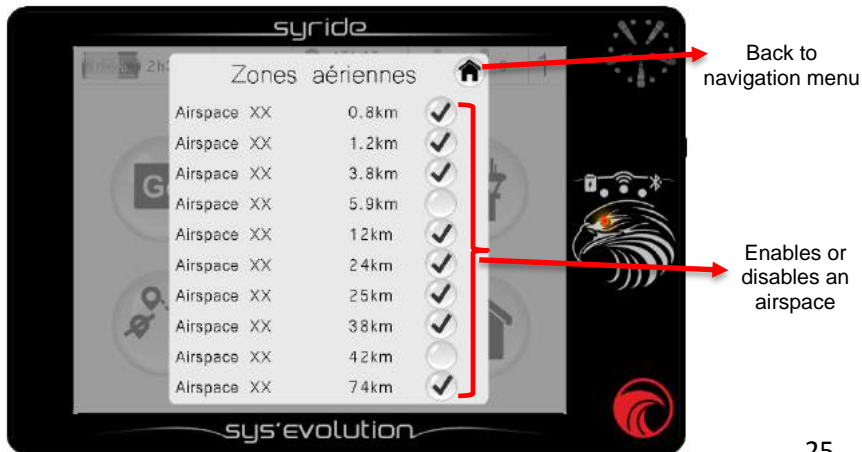 syride
2h
Zones aériennes
Airspace XX 0.8km
Airspace XX 1.2km
Airspace XX 3.8km
Airspace XX 5.9km
Airspace XX 12km
Airspace XX 24km
Airspace XX 25km
Airspace XX 38km
Airspace XX 42km
Airspace XX 74km
sys'evolution
Back to
navigation menu
Enables or
disables an
airspace
25